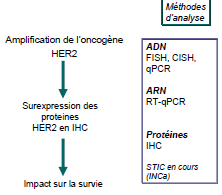 Méthodes
d'analyse
Amplification de l'oncogène
HER2
ADN
FISH, CISH,
qPCR
ARN
RT-qPCR
Surexpression des
proteines
HER2 en IHC
Protéines
IHC
STIC en cours
(INCa)
Impact sur la survie